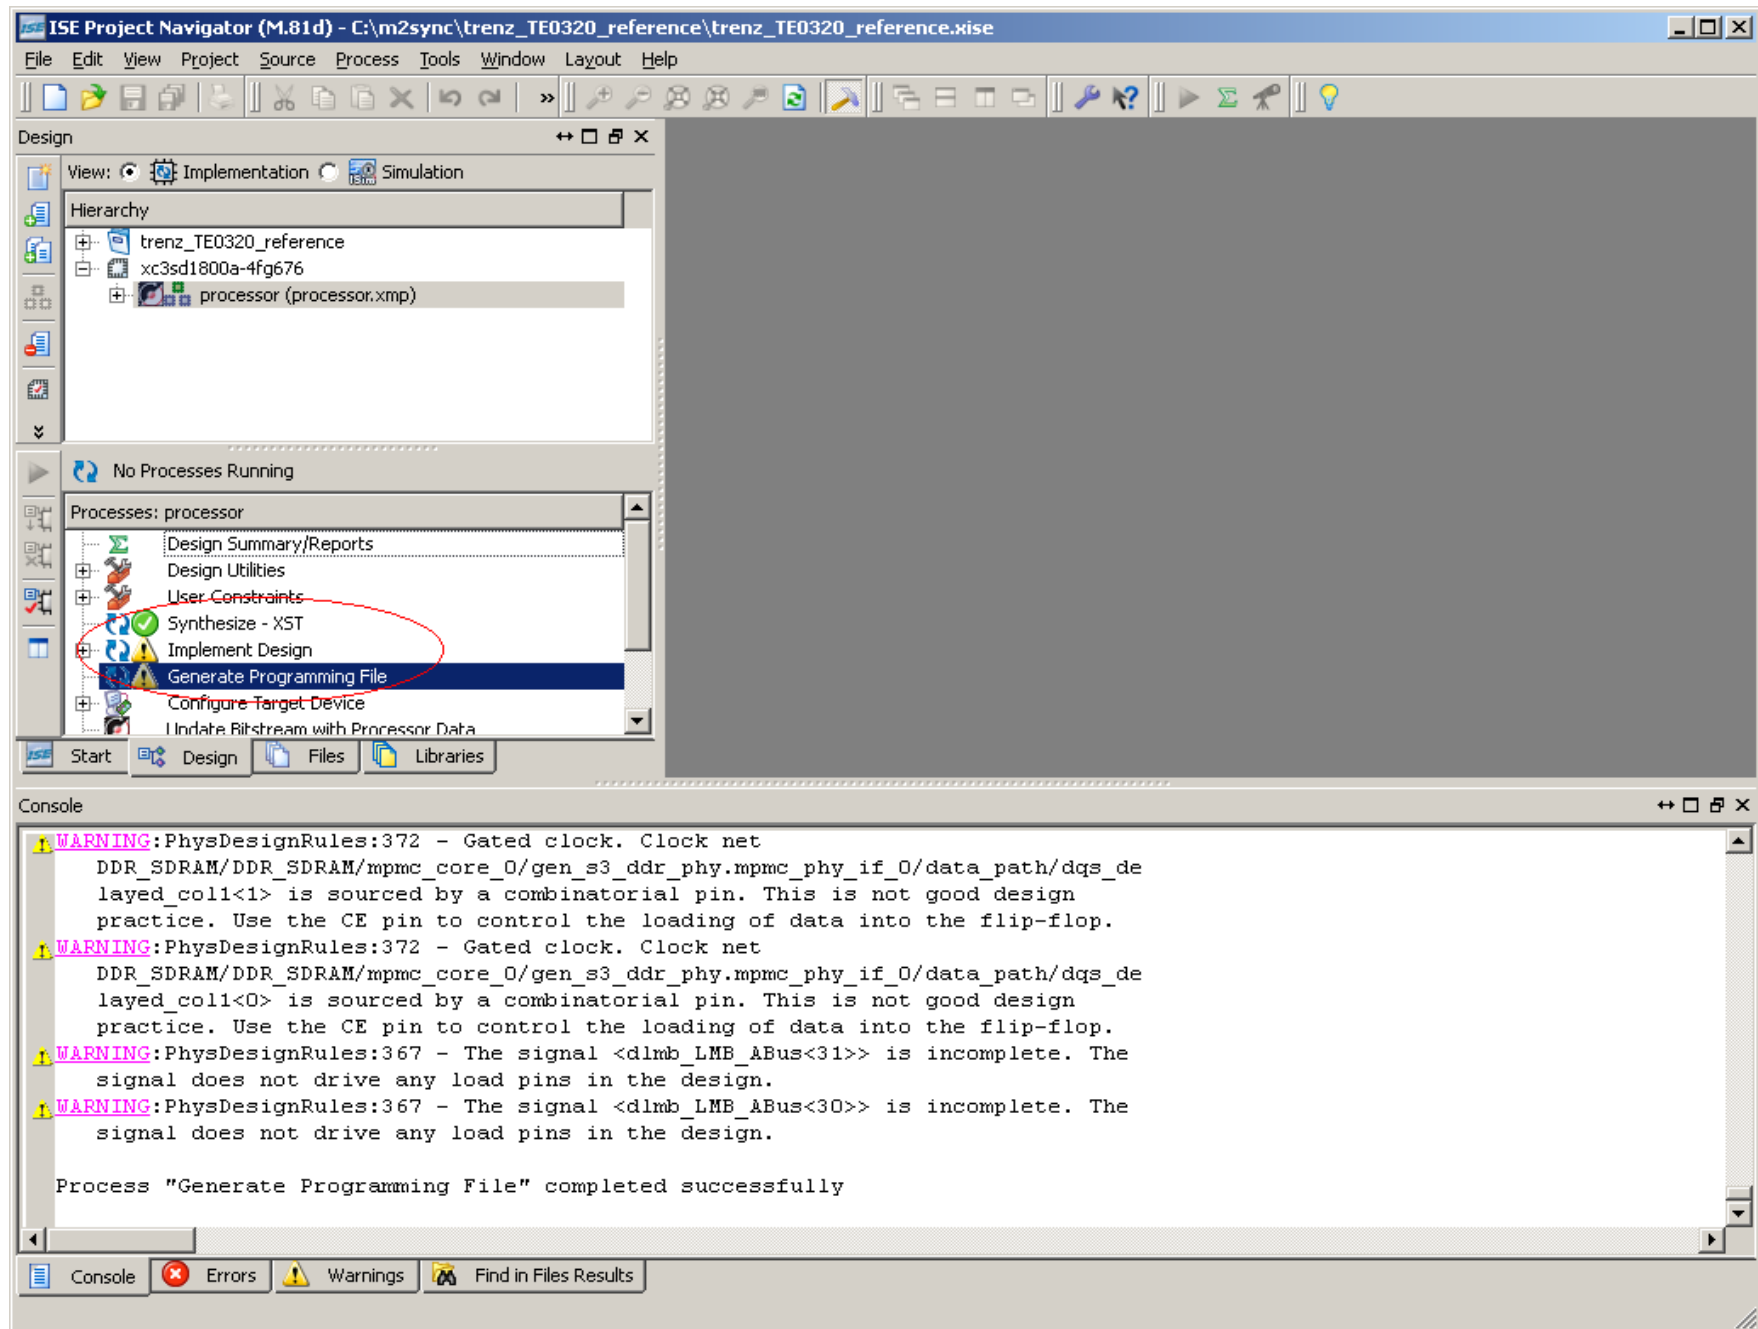 ISE Project Navigator (M.81d) - C:\m2sync\trenz_TE0320_reference\trenz_TE0320_reference.xise
File Edit View Project Source Process Tools Window Layout Help
Design
View: Implementation Simulation
Hierarchy
trenz_TE0320_reference
xc3sd1800a-4fg676
processor (processor.xmp)
No Processes Running
Processes: processor
Design Summary/Reports
Design Utilities
User Constraints
Synthesize - XST
Implement Design
Generate Programming File
Configure Target Device
Update Bitstream with Processor Data
Start Design Files Libraries
Console
WARNING:PhysDesignRules:372 - Gated clock. Clock net
DDR_SDRAM/DDR_SDRAM/mpmc_core_0/gen_s3_ddr_phy.mpmc_phy_if_0/data_path/dqs_de
layed_col1<1> is sourced by a combinatorial pin. This is not good design
practice. Use the CE pin to control the loading of data into the flip-flop.
WARNING:PhysDesignRules:372 - Gated clock. Clock net
DDR_SDRAM/DDR_SDRAM/mpmc_core_0/gen_s3_ddr_phy.mpmc_phy_if_0/data_path/dqs_de
layed_col1<0> is sourced by a combinatorial pin. This is not good design
practice. Use the CE pin to control the loading of data into the flip-flop.
WARNING:PhysDesignRules:367 - The signal <dlmb_LMB_ABus<31>> is incomplete. The
signal does not drive any load pins in the design.
WARNING:PhysDesignRules:367 - The signal <dlmb_LMB_ABus<30>> is incomplete. The
signal does not drive any load pins in the design.
Process "Generate Programming File" completed successfully
Console Errors Warnings Find in Files Results